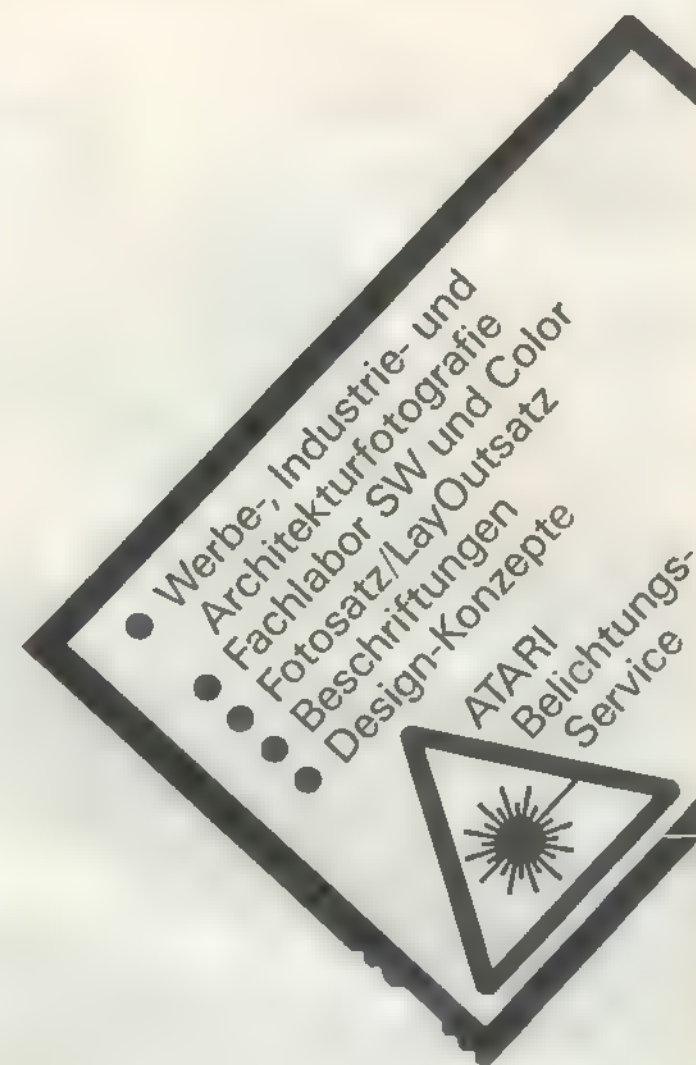 ● Werbe-, Industrie- und
Architekturfotografie
● Fachlabor SW und Color
● Fotosatz/LayOutsatz
● Beschriftungen
● Design-Konzepte
ATARI
Belichtungs-
Service